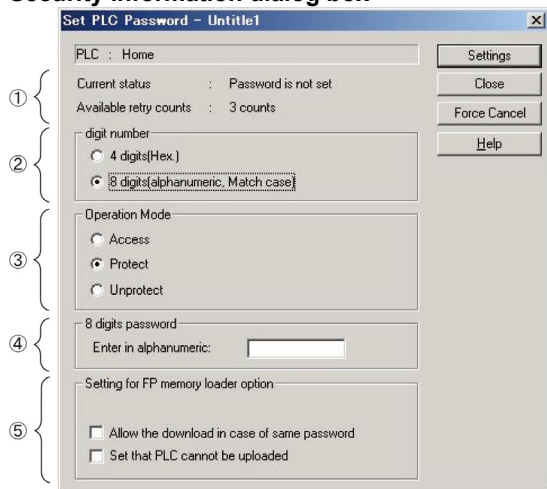 Security information dialog box
Set PLC Password - Untitle1
PLC : Home
Settings
① Current status : Password is not set
Close
Available retry counts : 3 counts
Force Cancel
② digit number
Help
4 digits(Hex.)
8 digits(alphanumeric, Match case)
③ Operation Mode
Access
Protect
Unprotect
④ 8 digits password
Enter in alphanumeric:
⑤ Setting for FP memory loader option
Allow the download in case of same password
Set that PLC cannot be uploaded